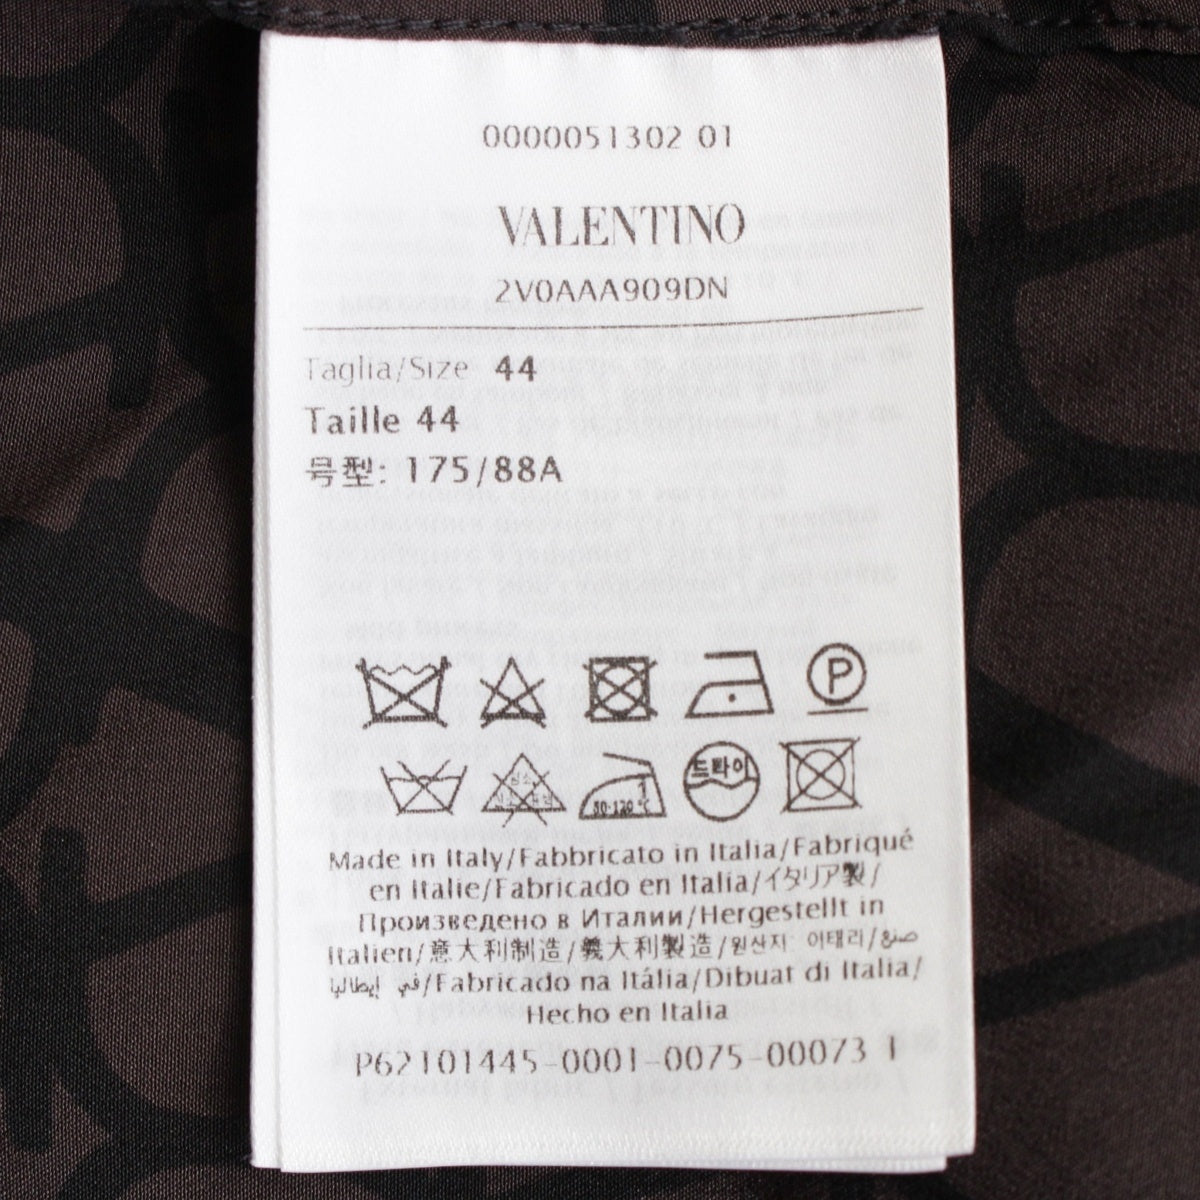 0000051302 01
VALENTINO
2V0AAA909DN
Taglia/Size 44
Taille 44
号型: 175/88A
P
드롸이
80-120 °C
Made in Italy/Fabbricato in Italia/Fabriqué
en Italie/Fabricado en Italia/イタリア製/
Произведено в Италии/Hergestellt in
Italien/意大利制造/義大利製造/원산지 이태리/صنع
في إيطاليا/Fabricado na Itália/Dibuat di Italia/
Hecho en Italia
P62101445-0001-0075-00073 1